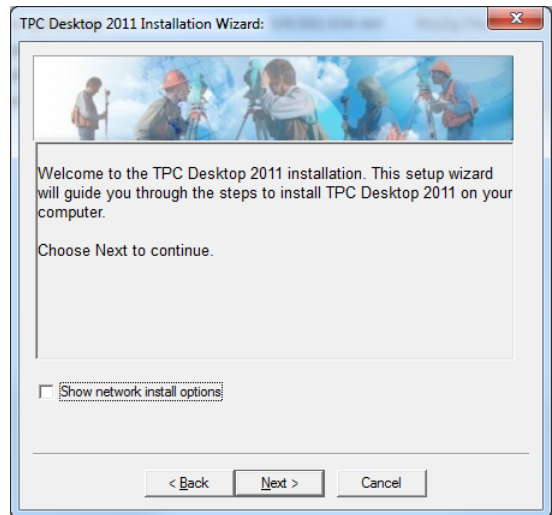 TPC Desktop 2011 Installation Wizard:
Welcome to the TPC Desktop 2011 installation. This setup wizard
will guide you through the steps to install TPC Desktop 2011 on your
computer.
Choose Next to continue.
Show network install options
< Back Next > Cancel